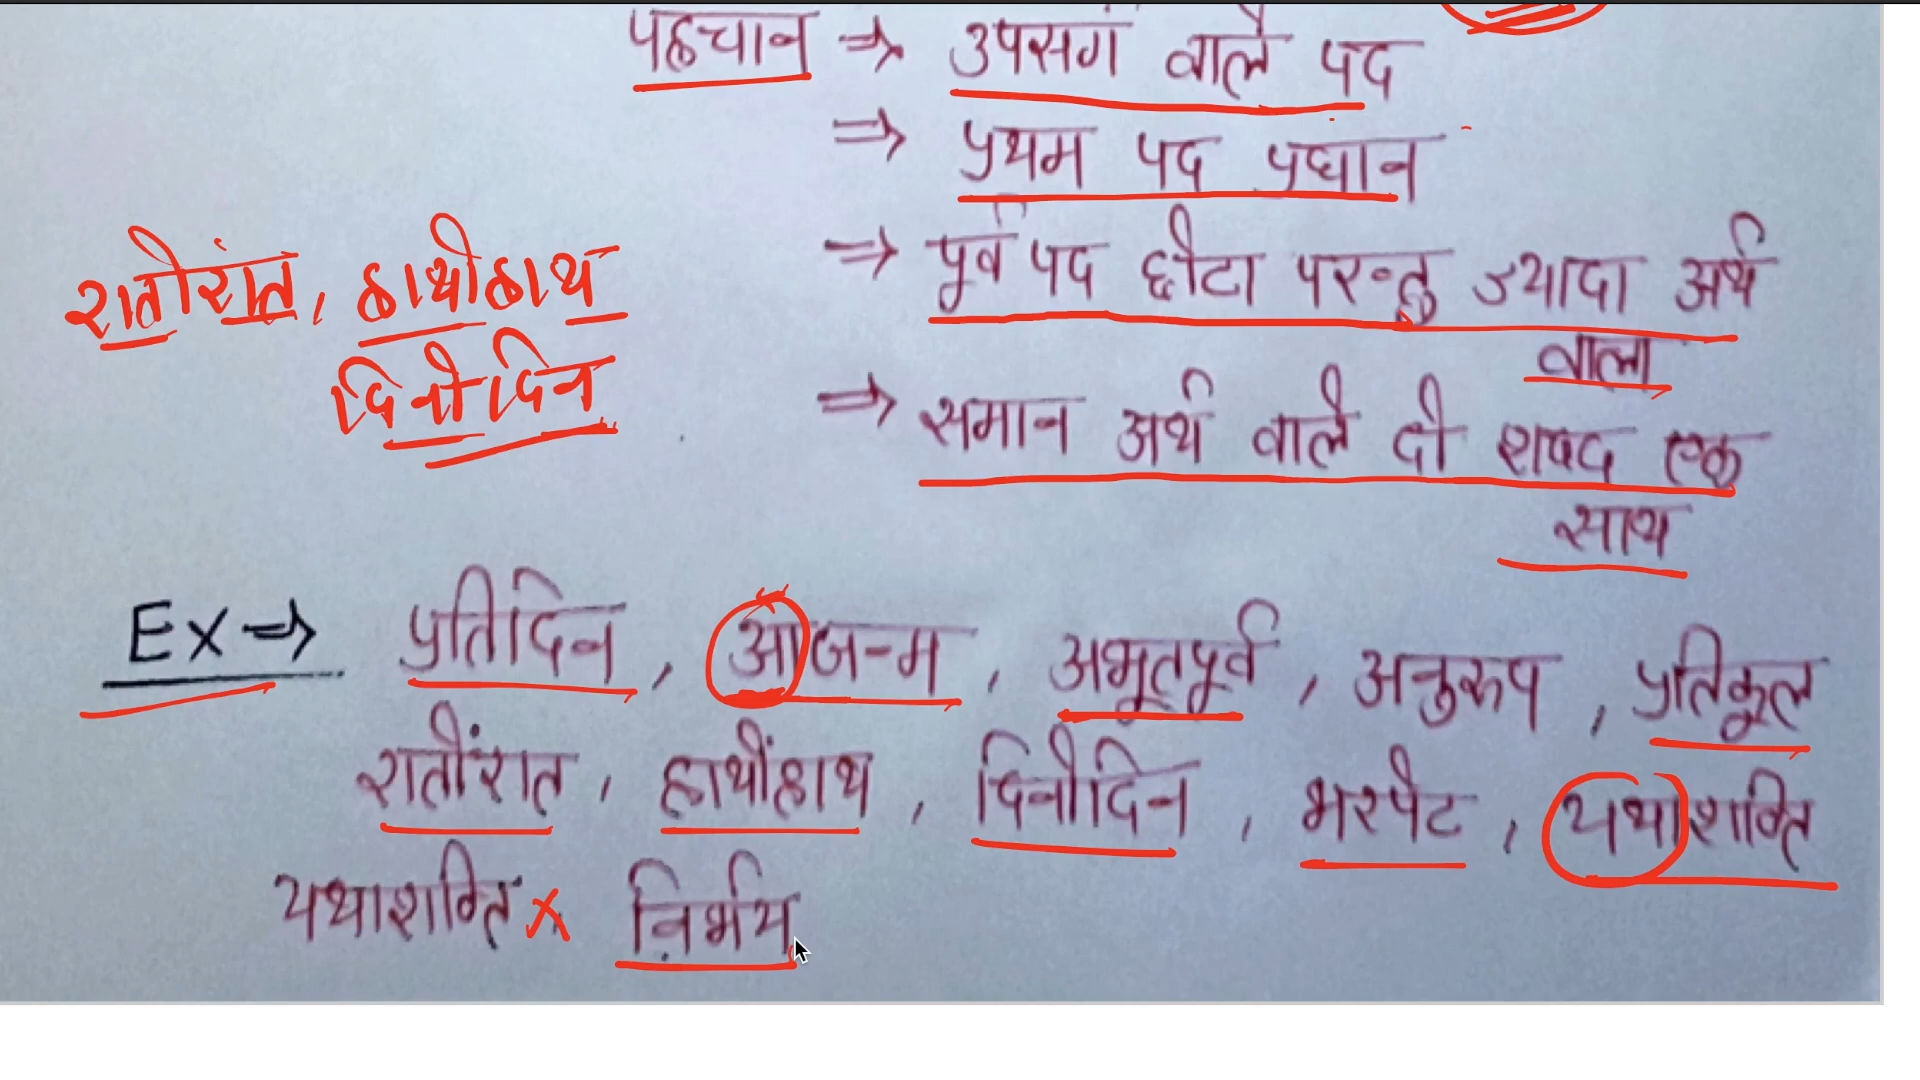 पहचान ⇒ उपसर्ग वाले पद
⇒ प्रथम पद प्रधान
⇒ पूर्व पद छोटा परन्तु ज्यादा अर्थ
वाला
⇒ समान अर्थ वाले दो शब्द एक
साथ
रातोरांत, हाथोहाथ
दिनोदिन
Ex ⇒ प्रतिदिन, आजन्म, अभूतपूर्व, अनुरूप, प्रतिकूल
रातोंरात, हाथोंहाथ, दिनोदिन, भरपेट, यथाशक्ति
यथाशक्ति × निर्भय